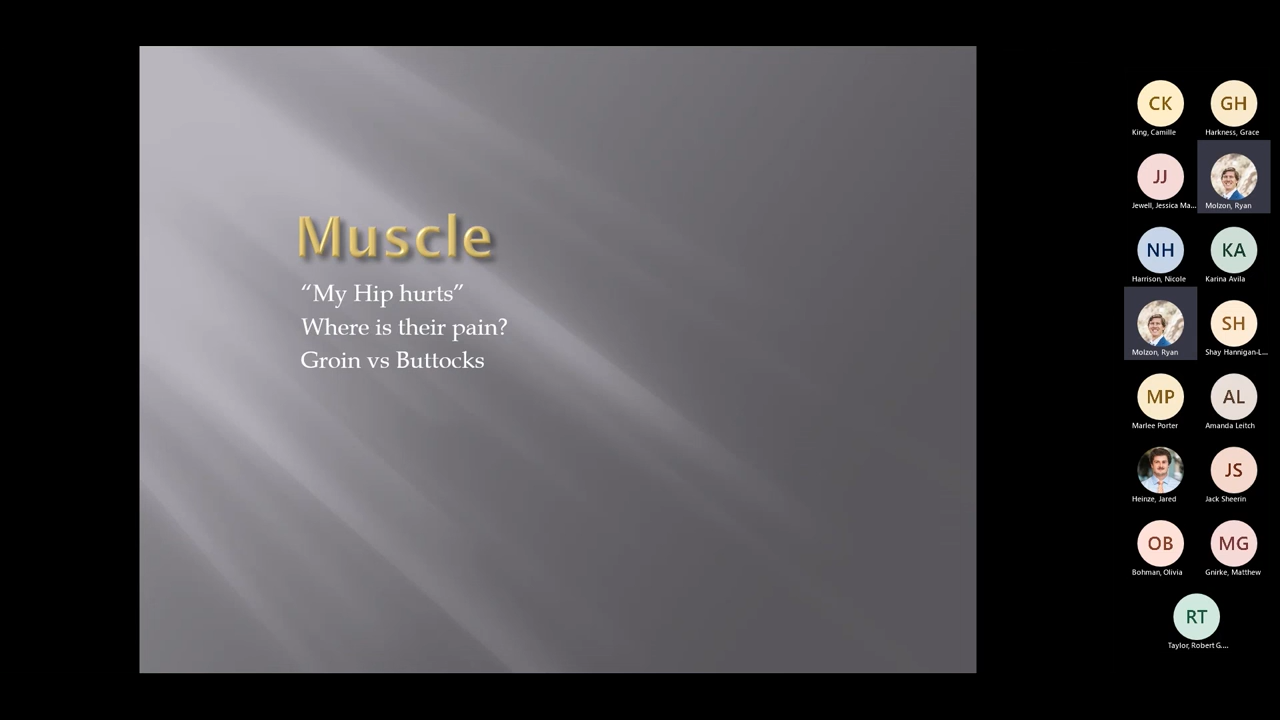 Muscle
“My Hip hurts”
Where is their pain?
Groin vs Buttocks
CK
King, Camille
GH
Harkness, Grace
JJ
Jewell, Jessica Ma...
Molzon, Ryan
NH
Harrison, Nicole
KA
Karina Avila
Molzon, Ryan
SH
Shay Hannigan-L...
MP
Marlee Porter
AL
Amanda Leitch
Heinze, Jared
JS
Jack Sheerin
OB
Bohman, Olivia
MG
Gnirke, Matthew
RT
Taylor, Robert G....